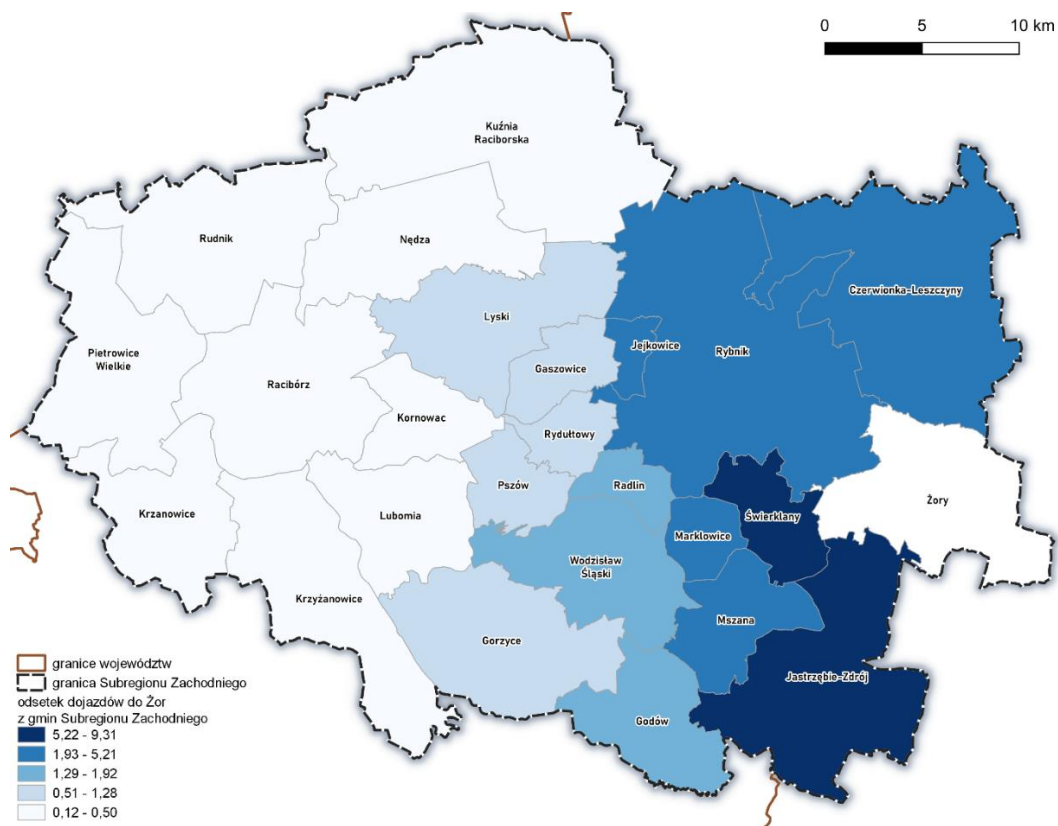 0 5 10 km
Kuźnia
Raciborska
Rudnik
Nędza
Czerwionka-Leszczyny
Lyski
Jejkowice
Rybnik
Pietrowice
Wielkie
Gaszowice
Racibórz
Kornowac
Rydułtowy
Pszów
Radlin
Żory
Krzanowice
Lubomia
Świerklany
Marklowice
Wodzisław
Śląski
Krzyżanowice
Mszana
Gorzyce
Jastrzębie-Zdrój
Godów
granice województw
granica Subregionu Zachodniego
odsetek dojazdów do Żor
z gmin Subregionu Zachodniego
5,22 - 9,31
1,93 - 5,21
1,29 - 1,92
0,51 - 1,28
0,12 - 0,50